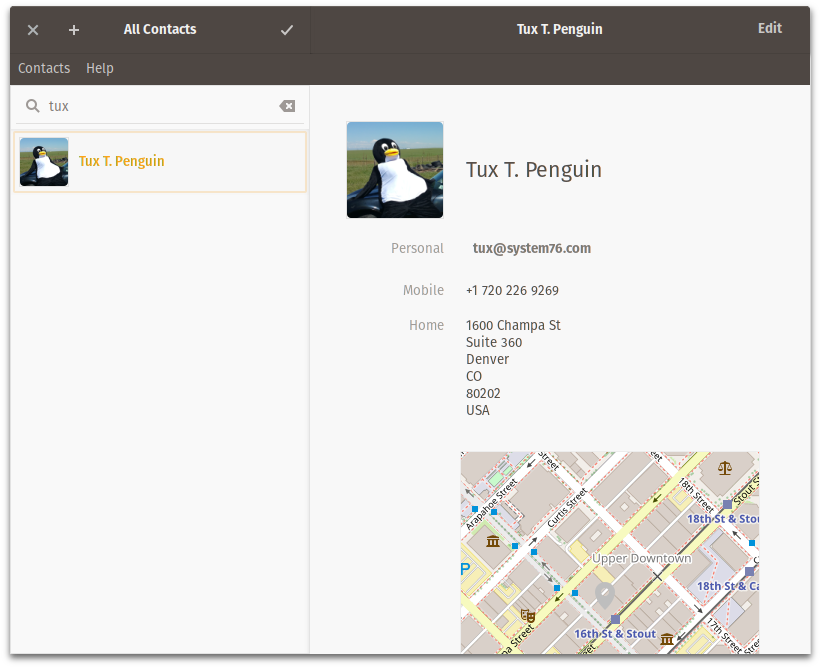 All Contacts
Tux T. Penguin
Edit
Contacts Help
tux
Tux T. Penguin
Tux T. Penguin
Personal tux@system76.com
Mobile +1 720 226 9269
Home 1600 Champa St
Suite 360
Denver
CO
80202
USA
Street
Arapahoe Street
Curtis Street
18th Street
Stout S
18th St & Stou
Upper Downtown
P
18th St & Ca
16th St & Stout
17th Street
pa Street